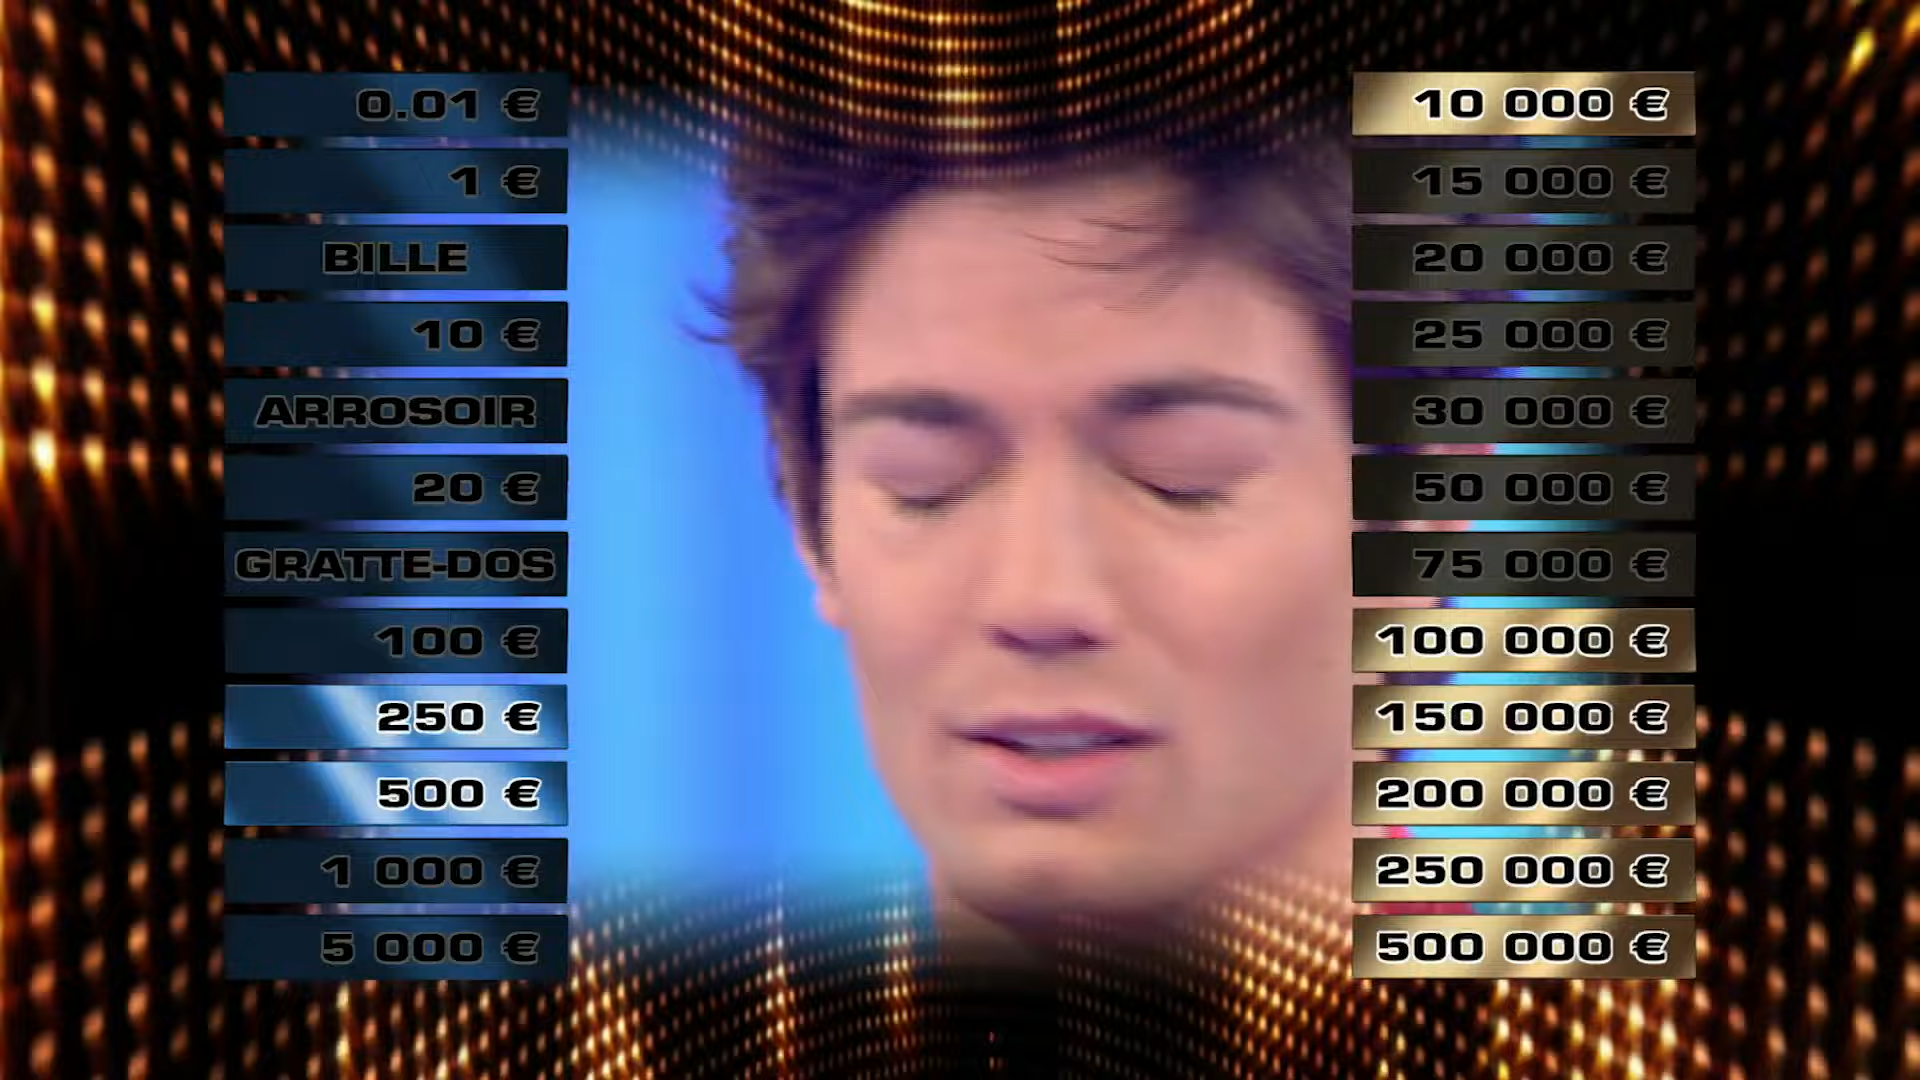 0.01 €
1 €
BILLE
10 €
ARROSOIR
20 €
GRATTE-DOS
100 €
250 €
500 €
1 000 €
5 000 €
10 000 €
15 000 €
20 000 €
25 000 €
30 000 €
50 000 €
75 000 €
100 000 €
150 000 €
200 000 €
250 000 €
500 000 €